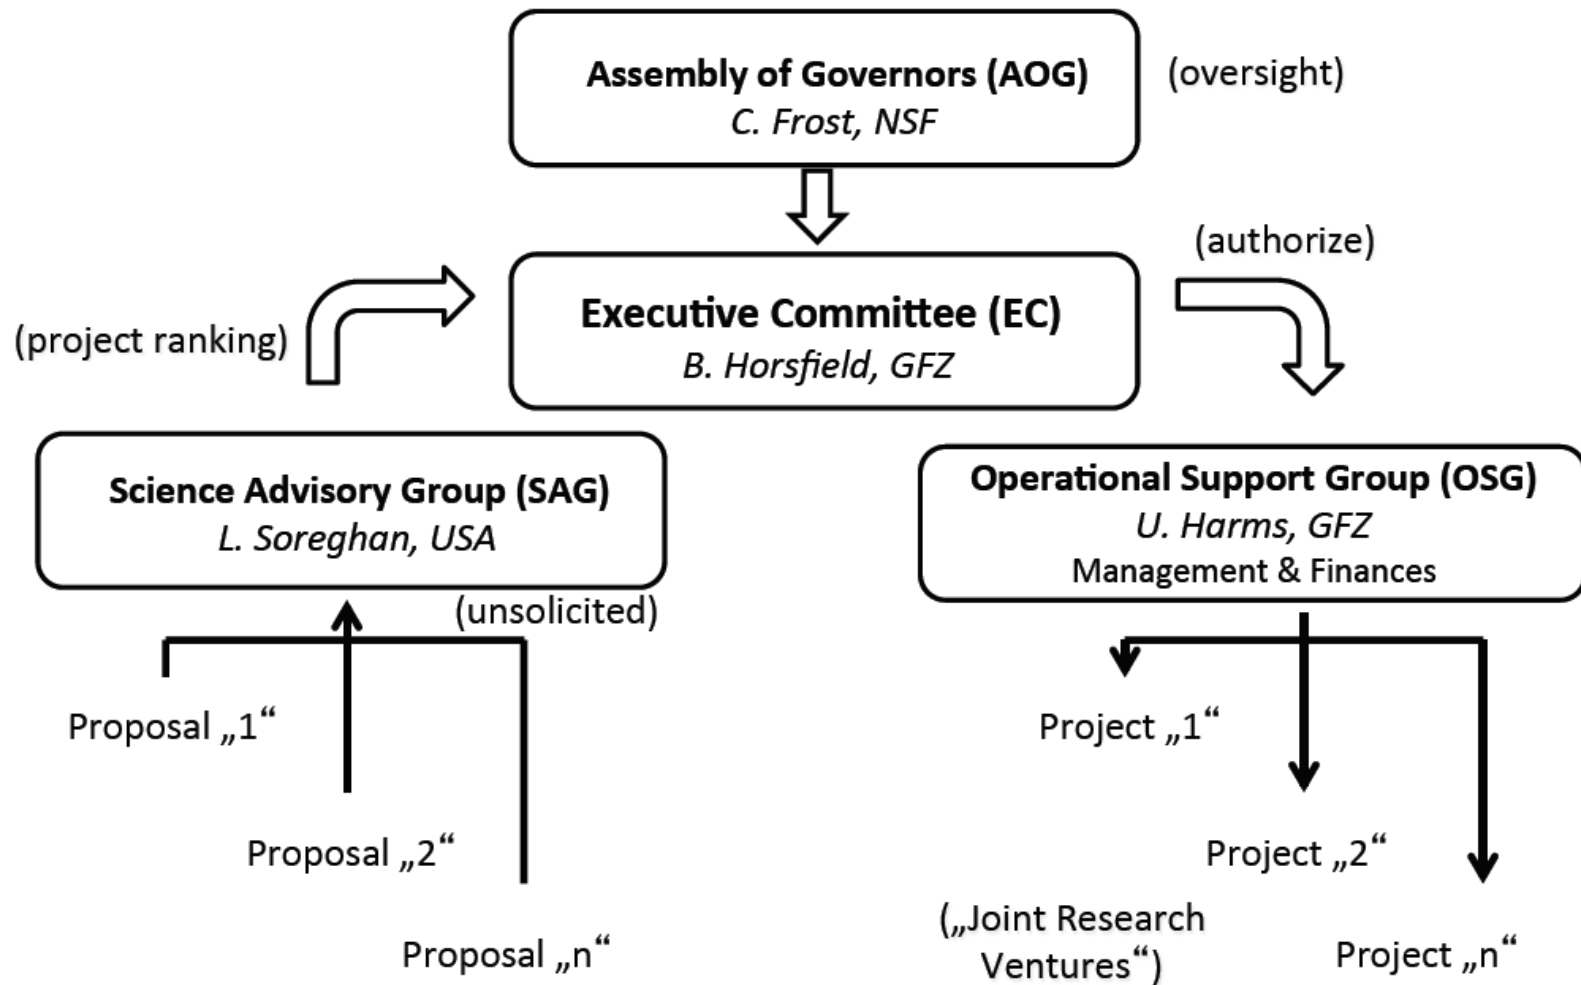 Assembly of Governors (AOG)
C. Frost, NSF
(oversight)
Executive Committee (EC)
B. Horsfield, GFZ
(authorize)
(project ranking)
Science Advisory Group (SAG)
L. Soreghan, USA
Operational Support Group (OSG)
U. Harms, GFZ
Management & Finances
(unsolicited)
Proposal „1“
Proposal „2“
Proposal „n“
Project „1“
Project „2“
(„Joint Research
Ventures“)
Project „n“